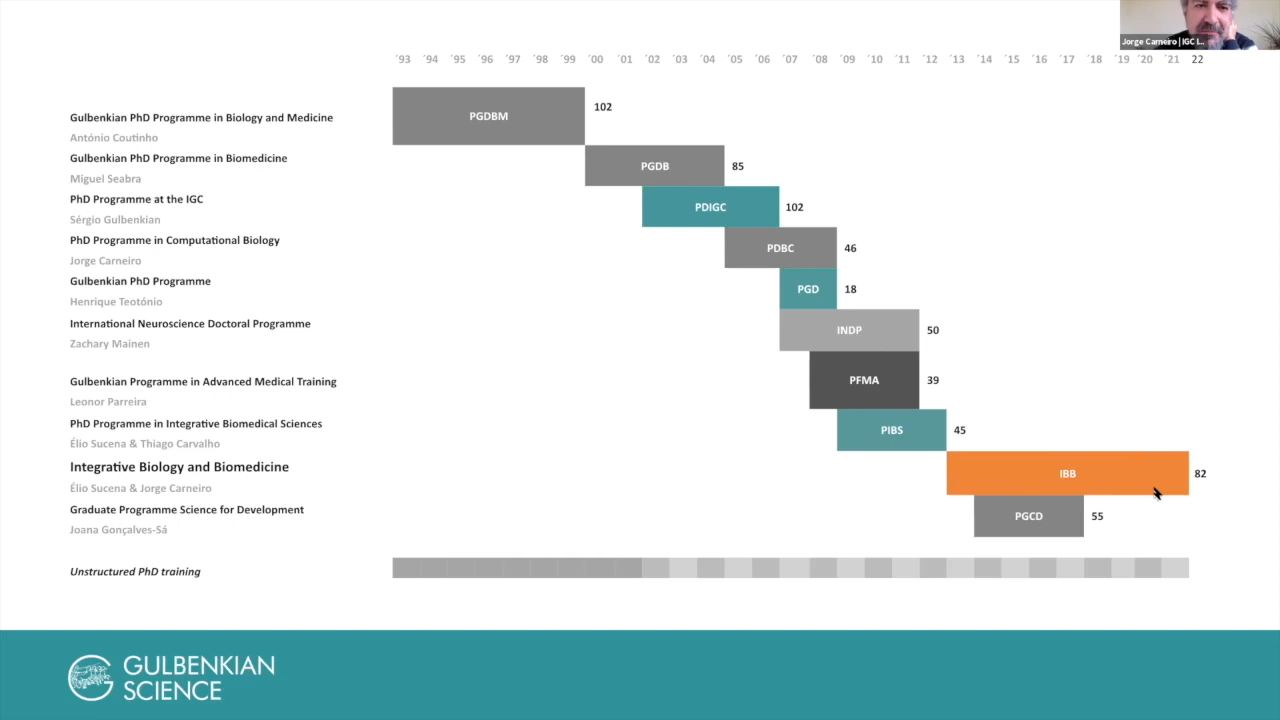 Jorge Carneiro | IGC I...
´93 ´94 ´95 ´96 ´97 ´98 ´99 ´00 ´01 ´02 ´03 ´04 ´05 ´06 ´07 ´08 ´09 ´10 ´11 ´12 ´13 ´14 ´15 ´16 ´17 ´18 ´19 ´20 ´21 22
Gulbenkian PhD Programme in Biology and Medicine
António Coutinho
PGDBM 102
Gulbenkian PhD Programme in Biomedicine
Miguel Seabra
PGDB 85
PhD Programme at the IGC
Sérgio Gulbenkian
PDIGC 102
PhD Programme in Computational Biology
Jorge Carneiro
PDBC 46
Gulbenkian PhD Programme
Henrique Teotónio
PGD 18
International Neuroscience Doctoral Programme
Zachary Mainen
INDP 50
Gulbenkian Programme in Advanced Medical Training
Leonor Parreira
PFMA 39
PhD Programme in Integrative Biomedical Sciences
Élio Sucena & Thiago Carvalho
PIBS 45
Integrative Biology and Biomedicine
Élio Sucena & Jorge Carneiro
IBB 82
Graduate Programme Science for Development
Joana Gonçalves-Sá
PGCD 55
Unstructured PhD training
GULBENKIAN
SCIENCE